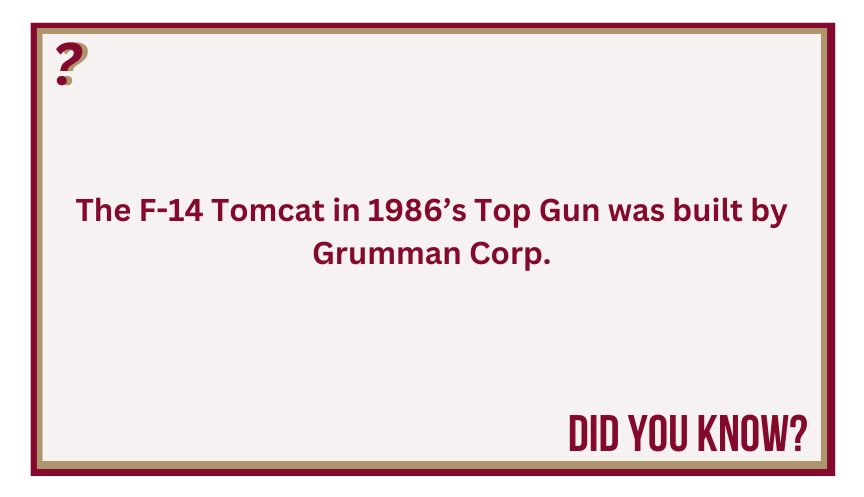 ?
The F-14 Tomcat in 1986’s Top Gun was built by
Grumman Corp.
DID YOU KNOW?